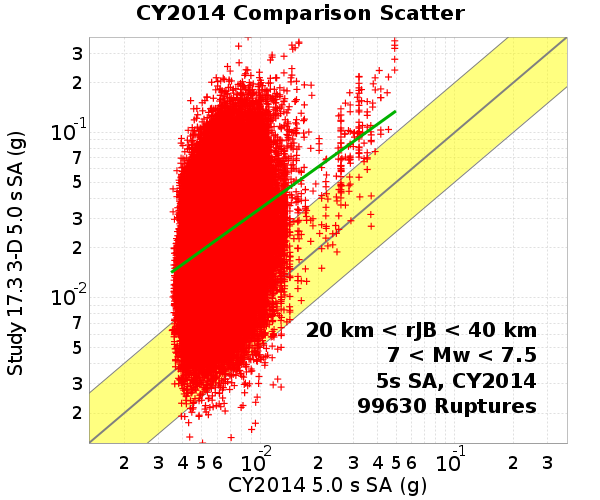 CY2014 Comparison Scatter
Study 17.3 3-D 5.0 s SA (g)
3
2
10-1
7
5
3
2
10-2
7
5
3
2
20 km < rJB < 40 km
7 < Mw < 7.5
5s SA, CY2014
99630 Ruptures
2 3 4 5 6 10-2 2 3 4 5 6 10-1 2 3
CY2014 5.0 s SA (g)